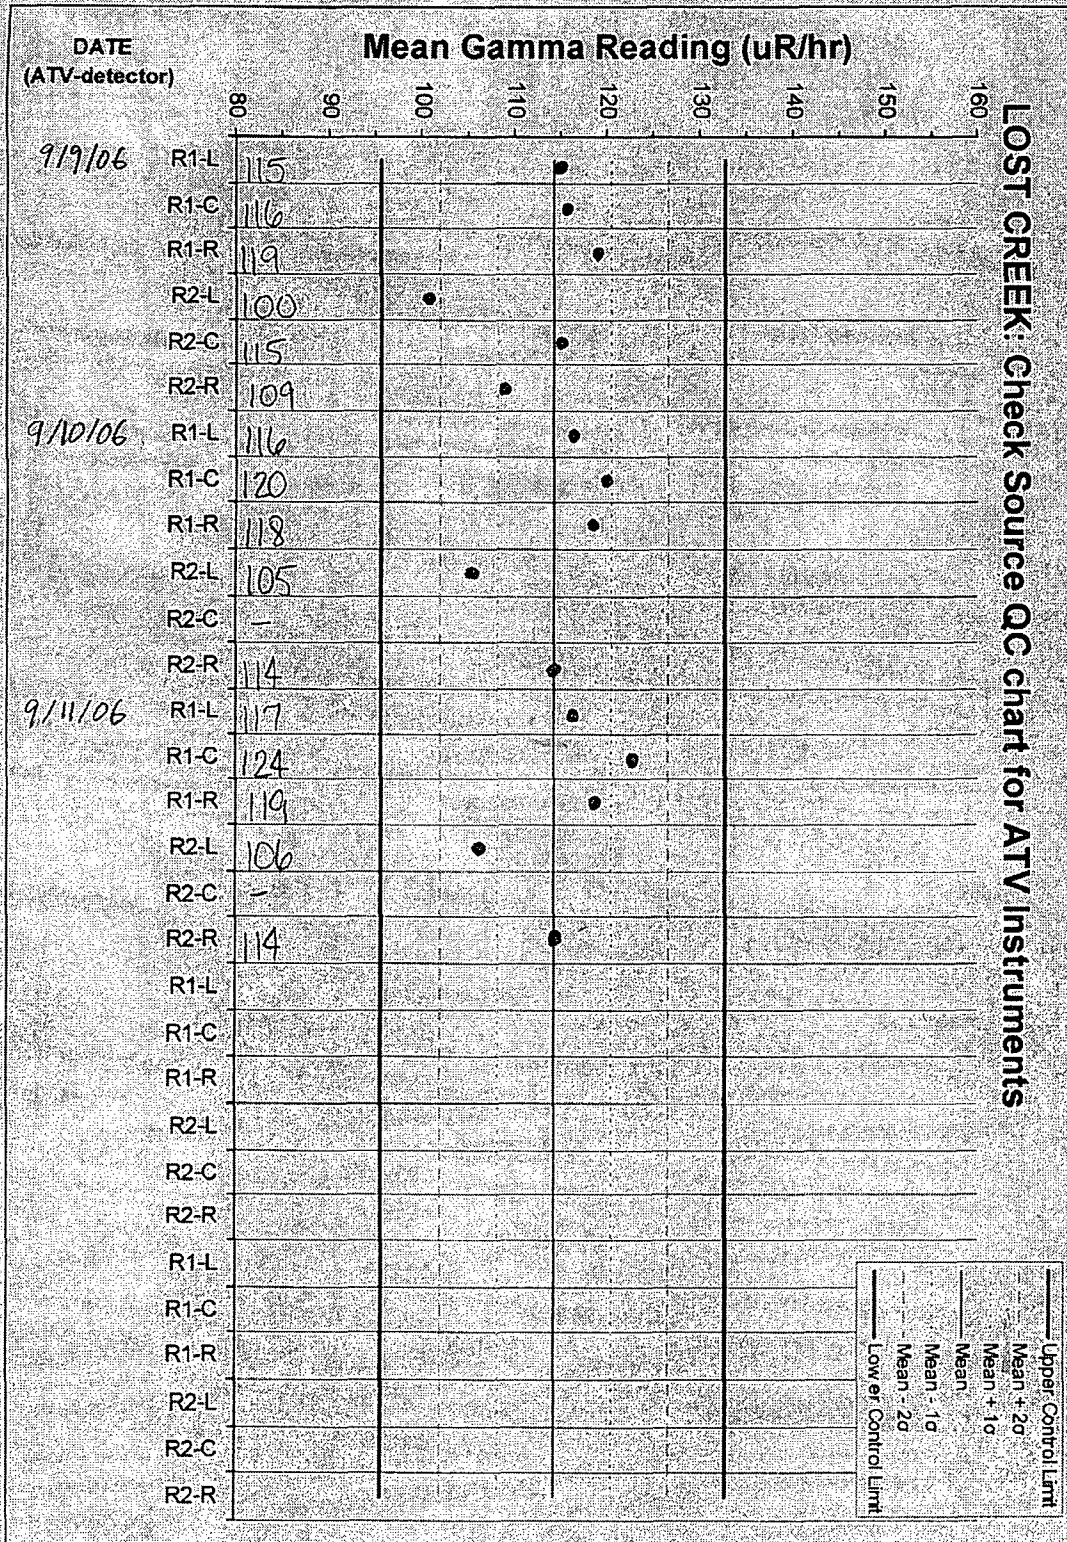 LOST CREEK: Check Source QC chart for ATV Instruments
DATE
(ATV-detector)
Mean Gamma Reading (uR/hr)
80 90 100 110 120 130 140 150 160
9/9/06 R1-L 115
R1-C 116
R1-R 119
R2-L 100
R2-C 115
R2-R 109
9/10/06 R1-L 116
R1-C 120
R1-R 118
R2-L 105
R2-C –
R2-R 114
9/11/06 R1-L 117
R1-C 124
R1-R 119
R2-L 106
R2-C –
R2-R 114
R1-L
R1-C
R1-R
R2-L
R2-C
R2-R
R1-L
R1-C
R1-R
R2-L
R2-C
R2-R
Upper Control Limit
Mean + 2σ
Mean + 1σ
Mean
Mean - 1σ
Mean - 2σ
Lower Control Limit